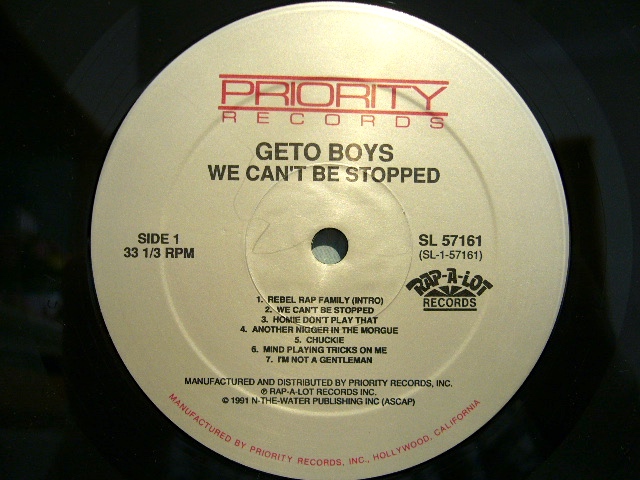 PRIORITY
RECORDS
GETO BOYS
WE CAN'T BE STOPPED
SIDE 1
33 1/3 RPM
SL 57161
(SL-1-57161)
RAP-A-LOT
RECORDS
1. REBEL RAP FAMILY (INTRO)
2. WE CAN'T BE STOPPED
3. HOMIE DON'T PLAY THAT
4. ANOTHER NIGGER IN THE MORGUE
5. CHUCKIE
6. MIND PLAYING TRICKS ON ME
7. I'M NOT A GENTLEMAN
MANUFACTURED AND DISTRIBUTED BY PRIORITY RECORDS, INC.
℗ RAP-A-LOT RECORDS INC.
© 1991 N-THE-WATER PUBLISHING INC (ASCAP)
MANUFACTURED BY PRIORITY RECORDS, INC., HOLLYWOOD, CALIFORNIA